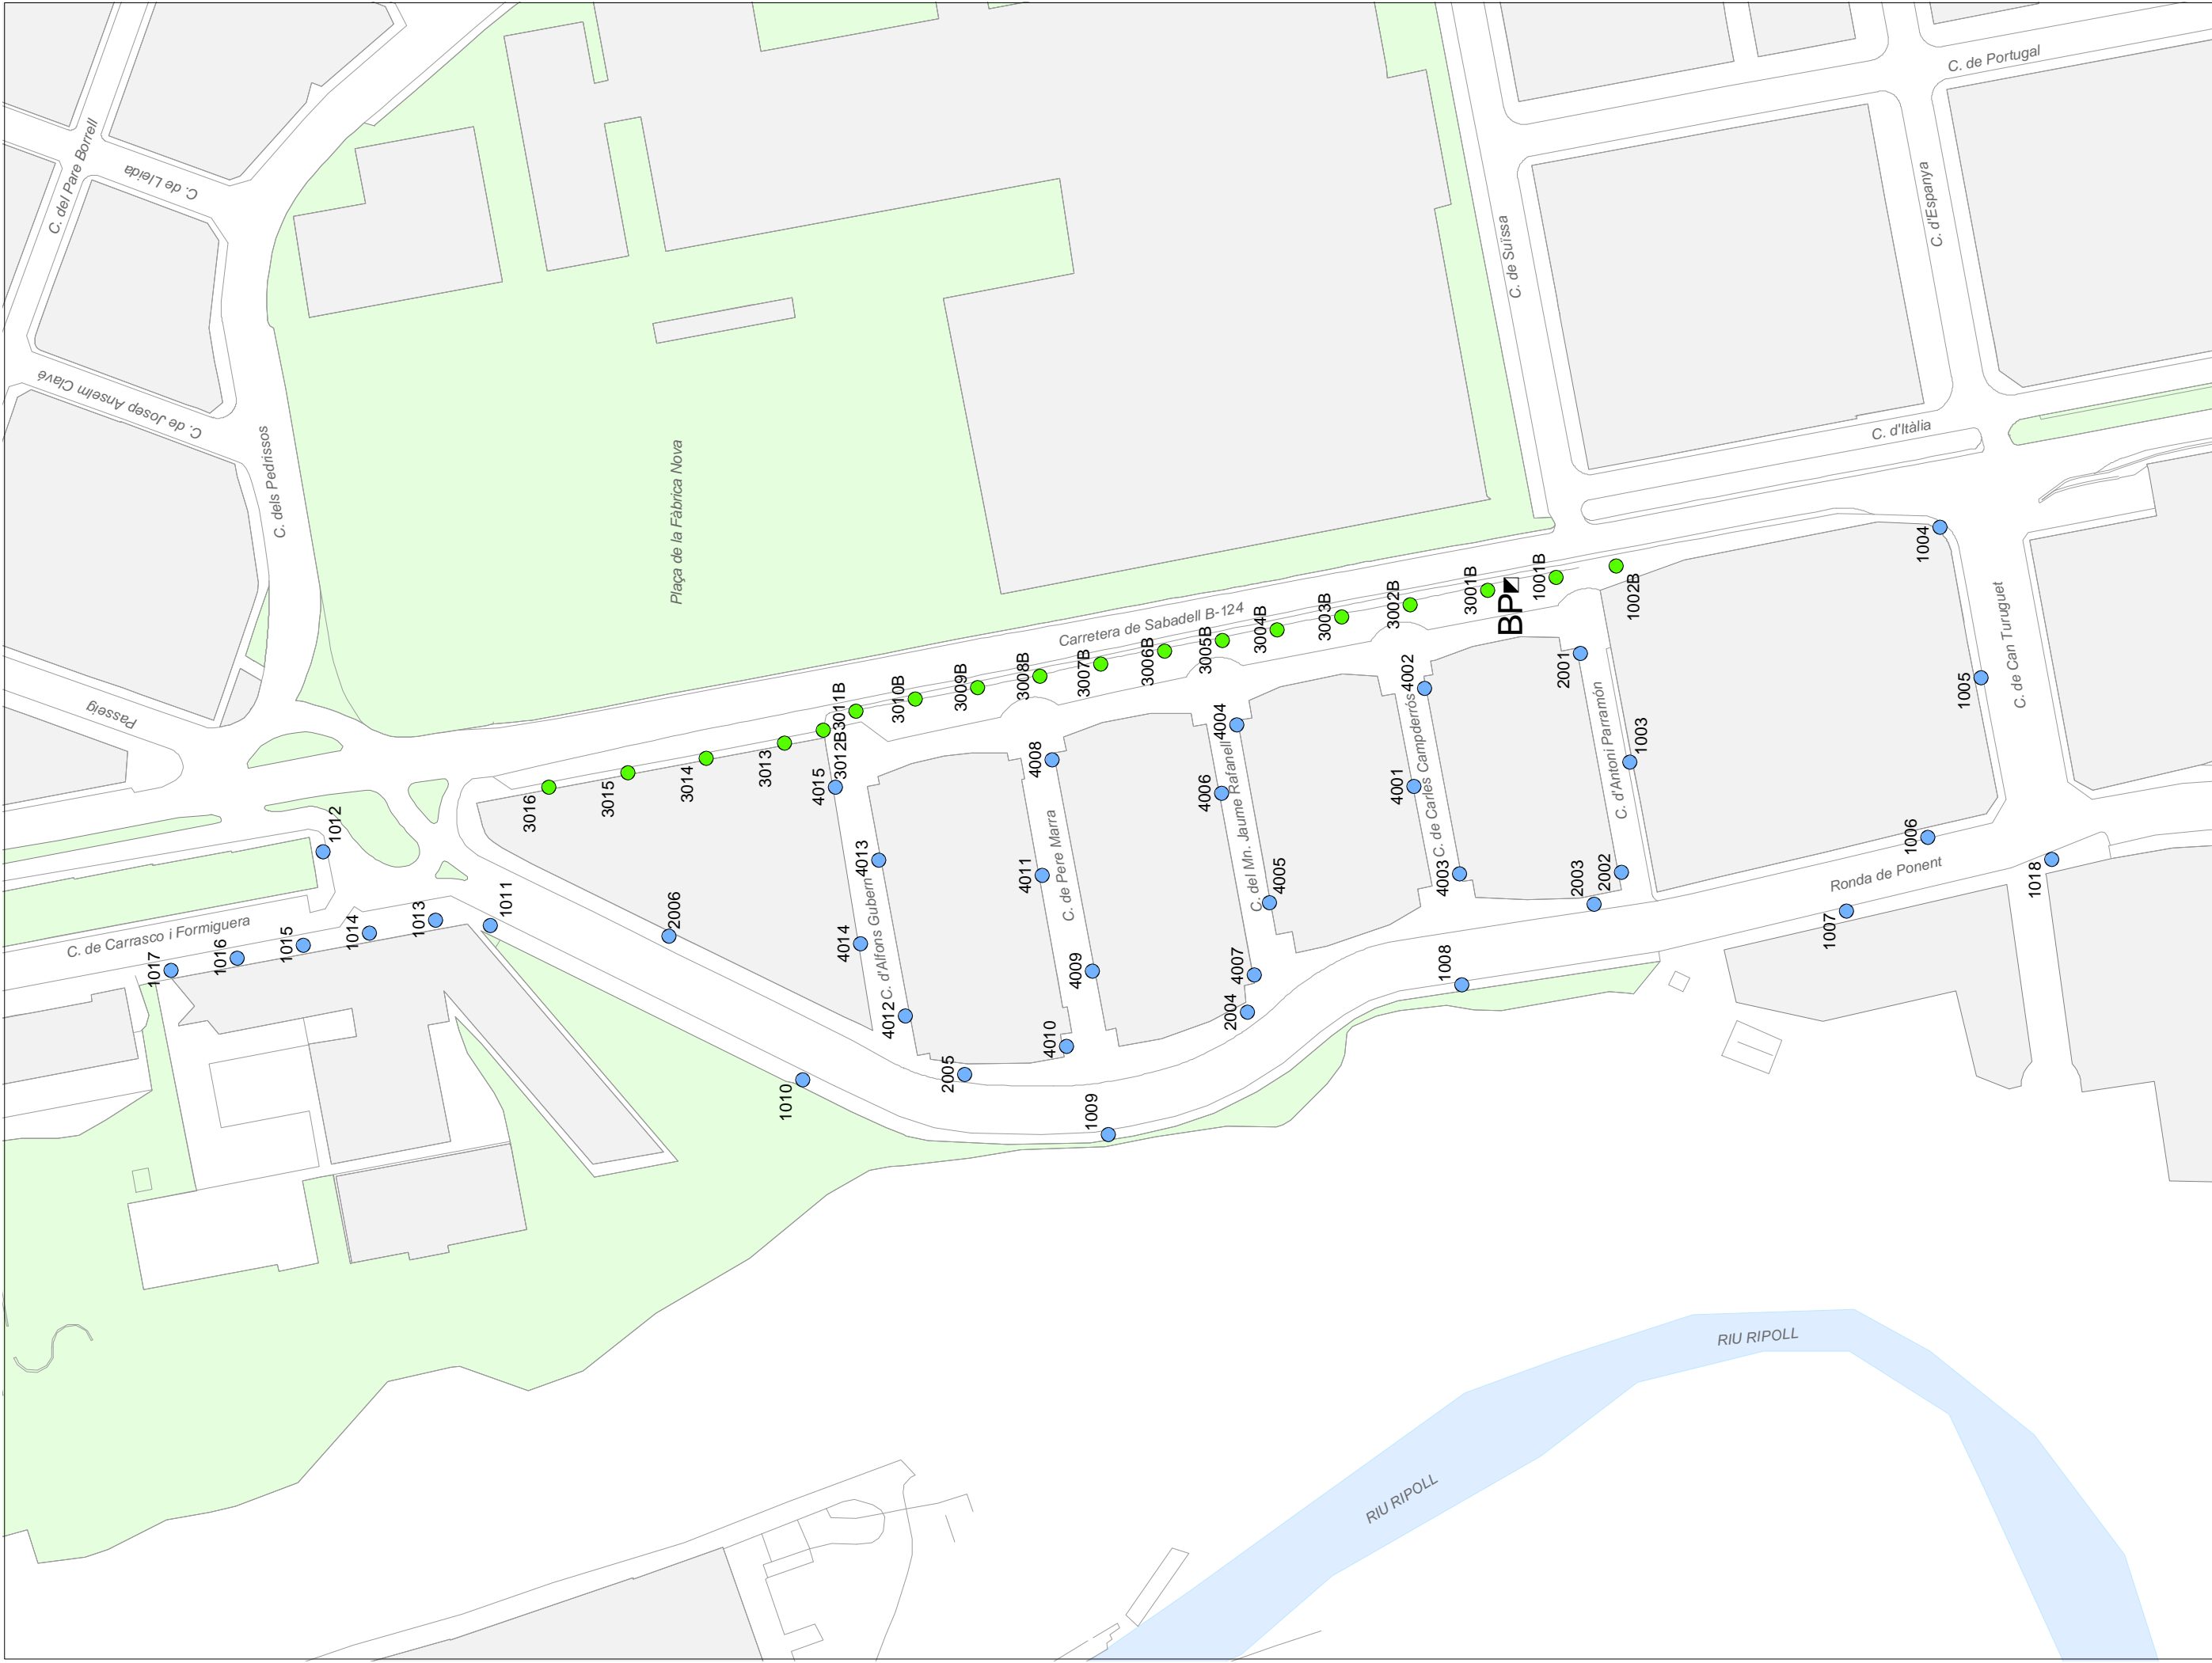 C. del Pare Borrell
C. de Lleida
C. de Josep Anselm Clavé
C. dels Pedrissos
Passeig
Plaça de la Fàbrica Nova
C. de Suïssa
C. de Portugal
C. d'Espanya
C. d'Itàlia
Carretera de Sabadell B-124
C. de Can Turuguet
C. de Carrasco i Formiguera
C. d'Alfons Gubern
C. de Pere Marra
C. del Mn. Jaume Rafanell
C. de Carles Campderrós
C. d'Antoni Parramón
Ronda de Ponent
RIU RIPOLL
RIU RIPOLL
BP
1001B
1002B
3001B
3002B
3003B
3004B
3005B
3006B
3007B
3008B
3009B
3010B
3011B
3012B
3013
3014
3015
3016
1003
1004
1005
1006
1007
1008
1009
1010
1011
1012
1013
1014
1015
1016
1017
1018
2001
2002
2003
2004
2005
2006
4001
4002
4003
4004
4005
4006
4007
4008
4009
4010
4011
4012
4013
4014
4015